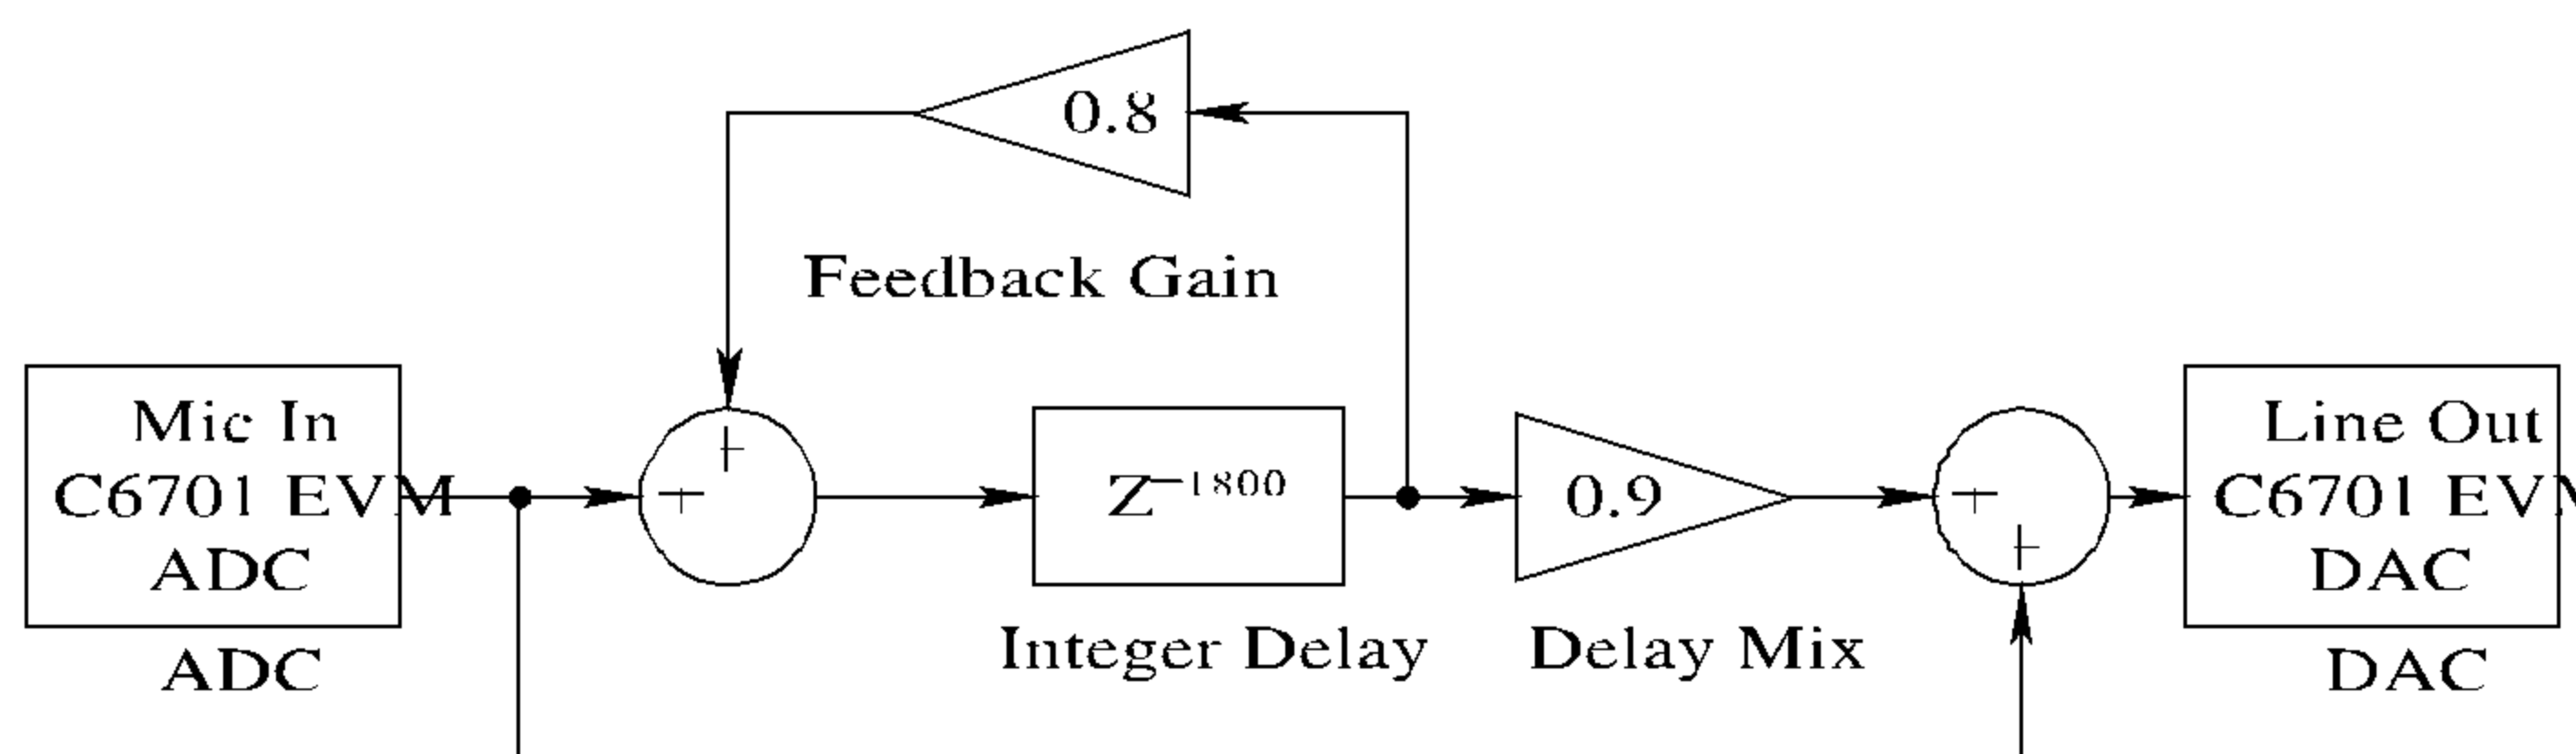 0.8
Feedback Gain
Mic In
C6701 EVM
ADC
ADC
+
+
Z⁻¹⁸⁰⁰
Integer Delay
0.9
Delay Mix
+
+
Line Out
C6701 EVM
DAC
DAC